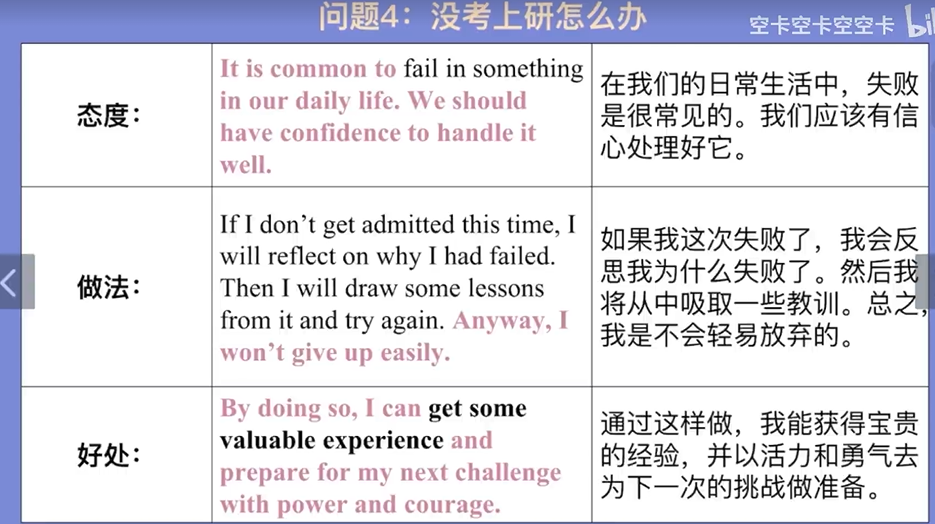 问题4：没考上研怎么办
空卡空卡空空卡
态度：
It is common to fail in something
in our daily life. We should
have confidence to handle it
well.
在我们的日常生活中，失败
是很常见的。我们应该有信
心处理好它。
做法：
If I don’t get admitted this time, I
will reflect on why I had failed.
Then I will draw some lessons
from it and try again. Anyway, I
won’t give up easily.
如果我这次失败了，我会反
思我为什么失败了。然后我
将从中吸取一些教训。总之，
我是不会轻易放弃的。
好处：
By doing so, I can get some
valuable experience and
prepare for my next challenge
with power and courage.
通过这样做，我能获得宝贵
的经验，并以活力和勇气去
为下一次的挑战做准备。